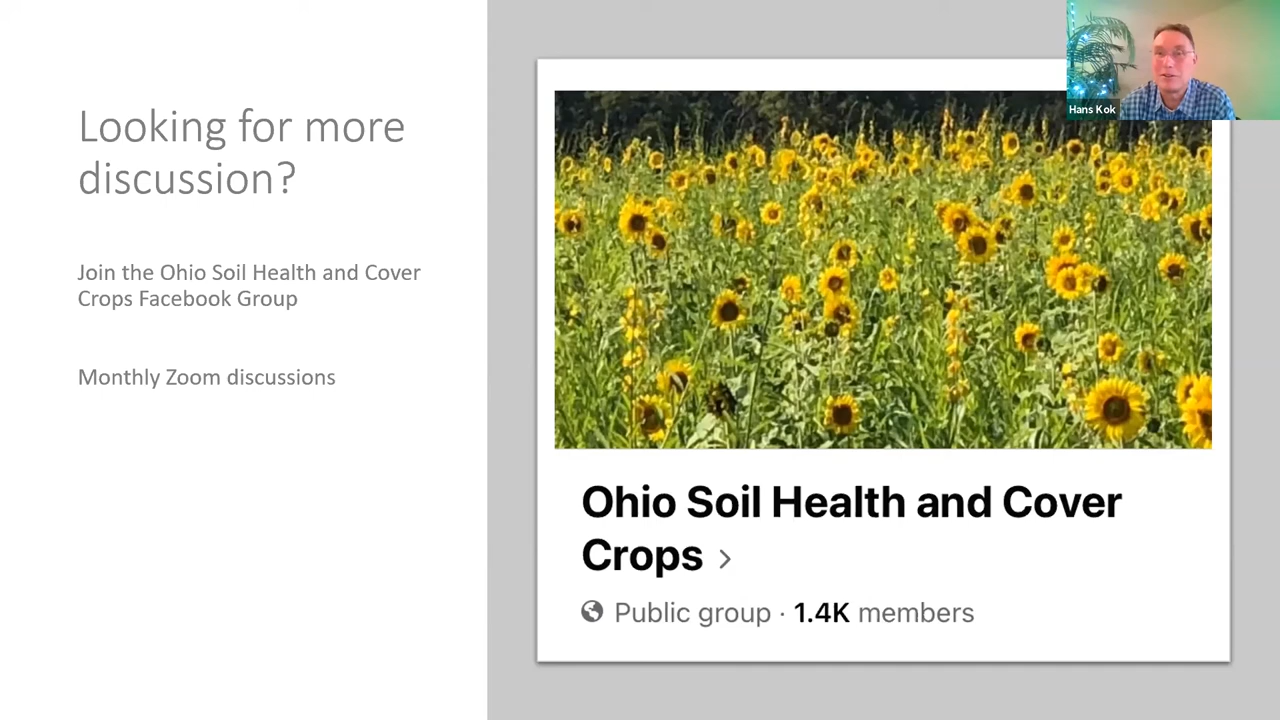 Looking for more
discussion?
Join the Ohio Soil Health and Cover
Crops Facebook Group
Monthly Zoom discussions
Hans Kok
Ohio Soil Health and Cover
Crops >
Public group · 1.4K members